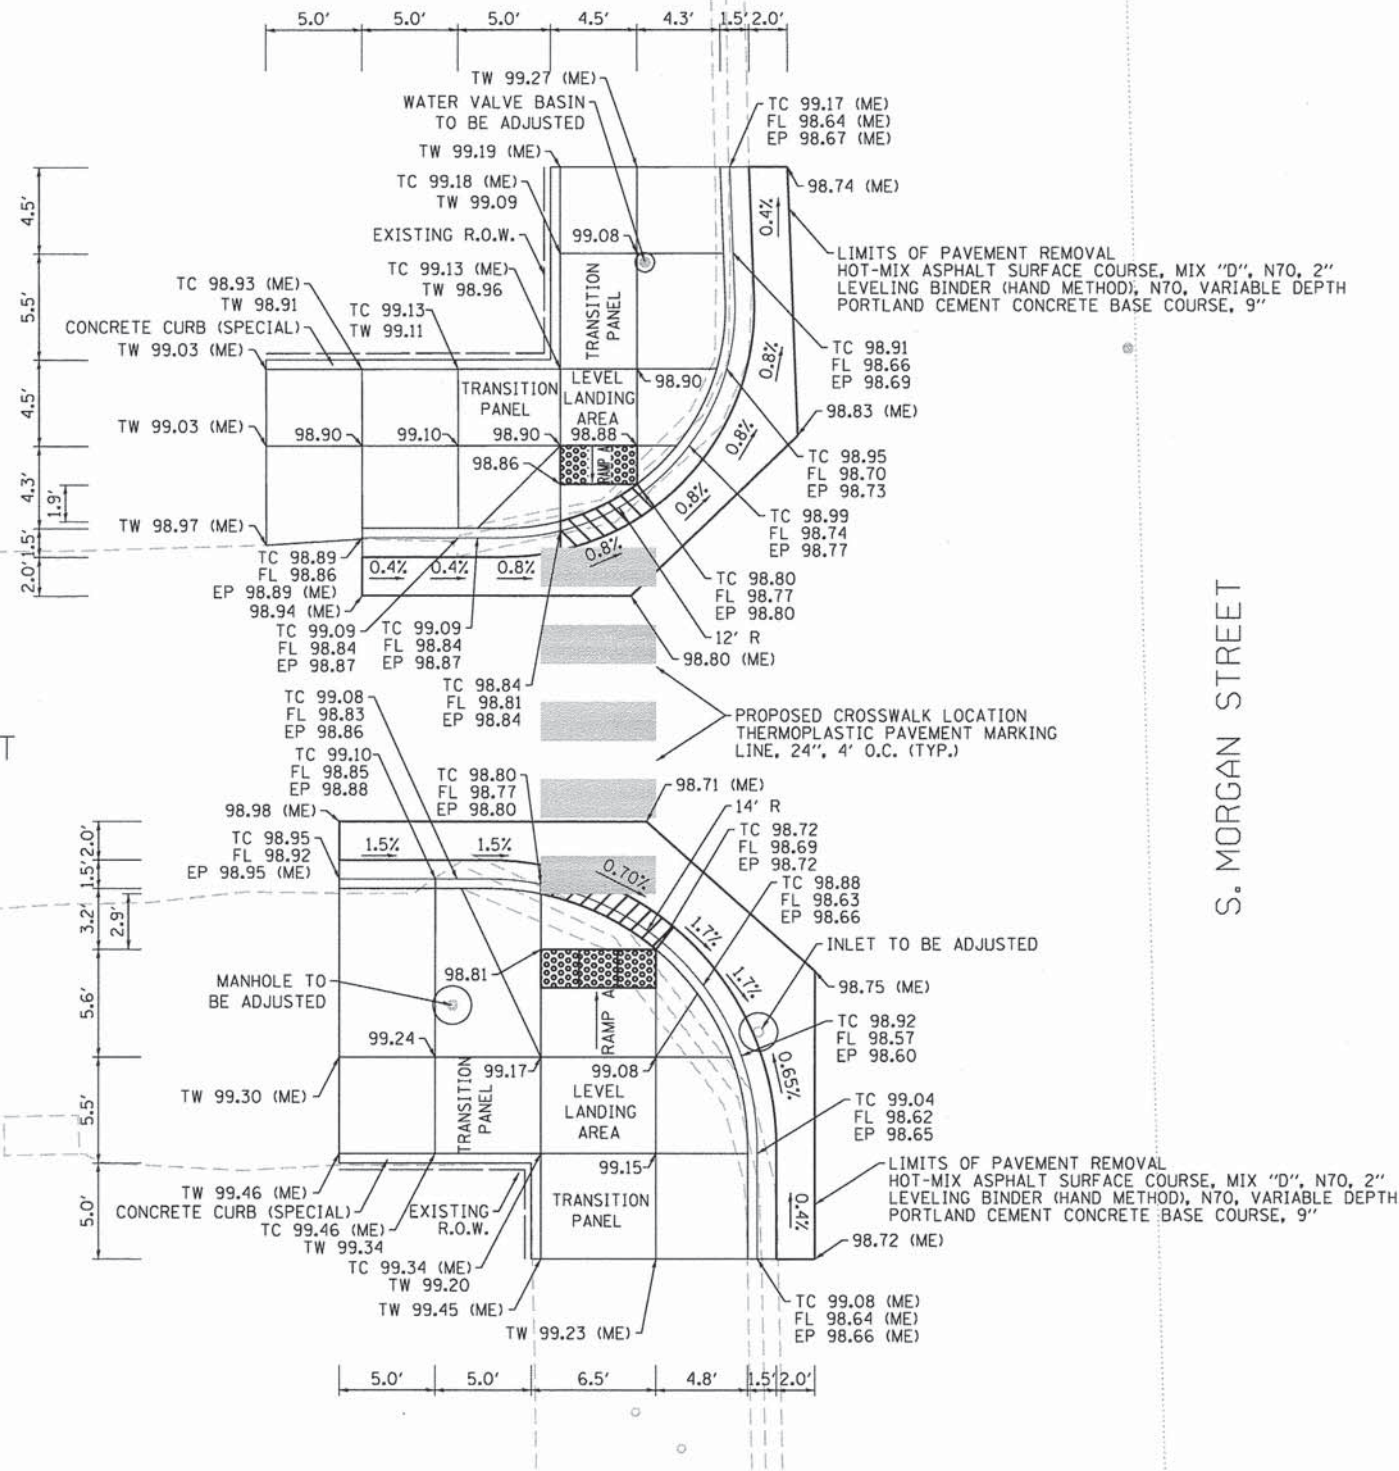 5.0' 5.0' 5.0' 4.5' 4.3' 1.5' 2.0'
TW 99.27 (ME)
WATER VALVE BASIN
TO BE ADJUSTED
TW 99.19 (ME)
TC 99.18 (ME)
TW 99.09
EXISTING R.O.W.
TC 99.13 (ME)
TW 98.96
TC 98.93 (ME)
TW 98.91
TC 99.13
TW 99.11
CONCRETE CURB (SPECIAL)
TW 99.03 (ME)
TW 99.03 (ME)
TW 98.97 (ME)
4.5'
5.5'
4.5'
4.3'
1.9'
1.5'
2.0'
TC 99.17 (ME)
FL 98.64 (ME)
EP 98.67 (ME)
98.74 (ME)
0.4%
LIMITS OF PAVEMENT REMOVAL
HOT-MIX ASPHALT SURFACE COURSE, MIX "D", N70, 2"
LEVELING BINDER (HAND METHOD), N70, VARIABLE DEPTH
PORTLAND CEMENT CONCRETE BASE COURSE, 9"
99.08
TRANSITION
PANEL
TC 98.91
FL 98.66
EP 98.69
0.8%
98.83 (ME)
TRANSITION
PANEL
LEVEL
LANDING
AREA
98.90
98.90 99.10 98.90 98.88
98.86
RAMP A
0.8%
TC 98.95
FL 98.70
EP 98.73
0.8%
TC 98.99
FL 98.74
EP 98.77
0.8%
TC 98.80
FL 98.77
EP 98.80
12' R
98.80 (ME)
0.4% 0.4% 0.8%
TC 98.89
FL 98.86
EP 98.89 (ME)
98.94 (ME)
TC 99.09
FL 98.84
EP 98.87
TC 99.09
FL 98.84
EP 98.87
TC 98.84
FL 98.81
EP 98.84
PROPOSED CROSSWALK LOCATION
THERMOPLASTIC PAVEMENT MARKING
LINE, 24", 4' O.C. (TYP.)
S. MORGAN STREET
T
TC 99.08
FL 98.83
EP 98.86
TC 99.10
FL 98.85
EP 98.88
TC 98.80
FL 98.77
EP 98.80
98.98 (ME)
TC 98.95
FL 98.92
EP 98.95 (ME)
98.71 (ME)
14' R
TC 98.72
FL 98.69
EP 98.72
TC 98.88
FL 98.63
EP 98.66
1.5% 1.5%
0.70%
1.7%
1.7%
INLET TO BE ADJUSTED
98.75 (ME)
2.0'
1.5'
3.2'
2.9'
5.6'
5.5'
5.0'
MANHOLE TO
BE ADJUSTED
98.81
RAMP A
99.24
99.17
99.08
TC 98.92
FL 98.57
EP 98.60
0.65%
TW 99.30 (ME)
TRANSITION
PANEL
LEVEL
LANDING
AREA
TC 99.04
FL 98.62
EP 98.65
99.15
TRANSITION
PANEL
LIMITS OF PAVEMENT REMOVAL
HOT-MIX ASPHALT SURFACE COURSE, MIX "D", N70, 2"
LEVELING BINDER (HAND METHOD), N70, VARIABLE DEPTH
PORTLAND CEMENT CONCRETE BASE COURSE, 9"
0.4%
98.72 (ME)
TW 99.46 (ME)
CONCRETE CURB (SPECIAL)
TC 99.46 (ME)
TW 99.34
EXISTING
R.O.W.
TC 99.34 (ME)
TW 99.20
TW 99.45 (ME)
TW 99.23 (ME)
TC 99.08 (ME)
FL 98.64 (ME)
EP 98.66 (ME)
5.0' 5.0' 6.5' 4.8' 1.5' 2.0'